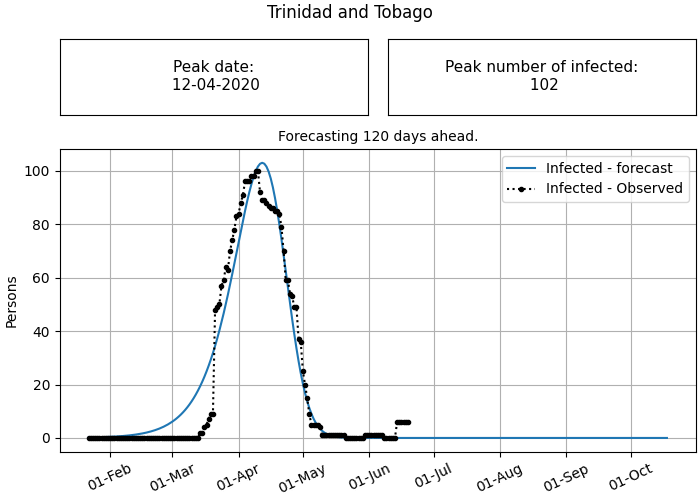 Trinidad and Tobago
Peak date:
12-04-2020
Peak number of infected:
102
Forecasting 120 days ahead.
Infected - forecast
Infected - Observed
100
80
60
40
20
0
Persons
01-Feb
01-Mar
01-Apr
01-May
01-Jun
01-Jul
01-Aug
01-Sep
01-Oct